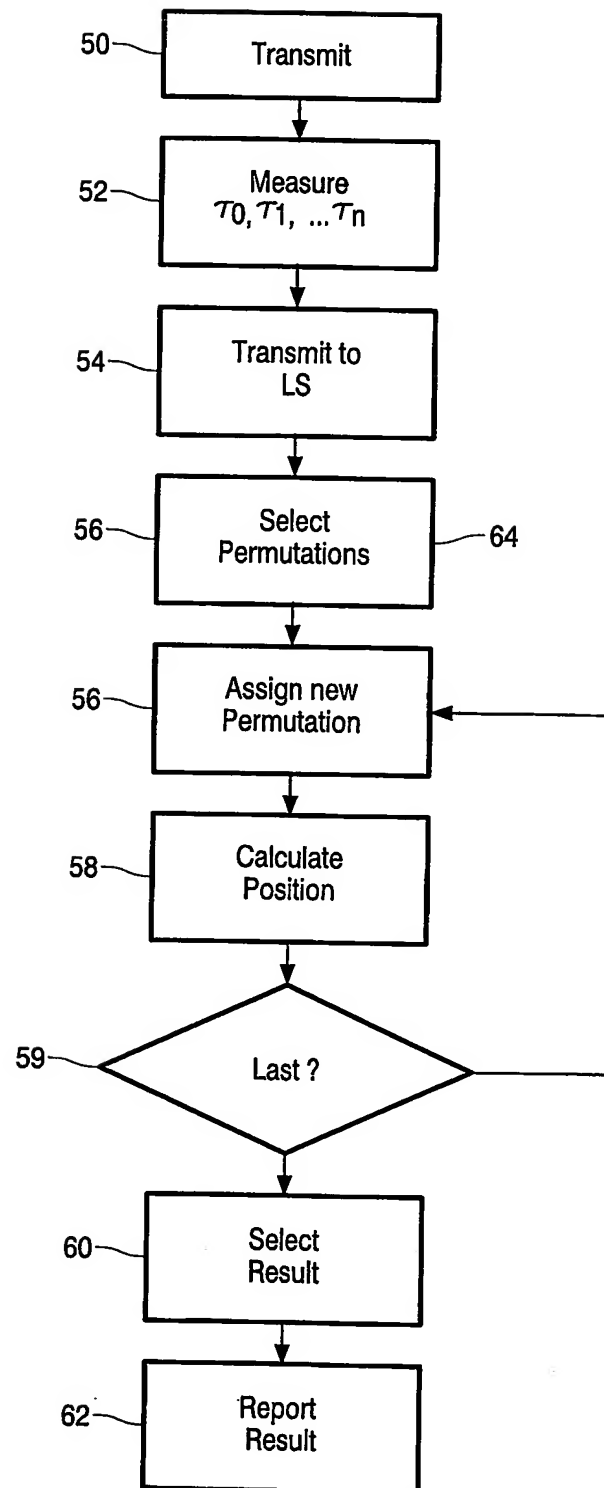 50
Transmit
52
Measure
τ0, τ1, ...τn
54
Transmit to
LS
56
Select
Permutations
64
56
Assign new
Permutation
58
Calculate
Position
59
Last ?
60
Select
Result
62
Report
Result